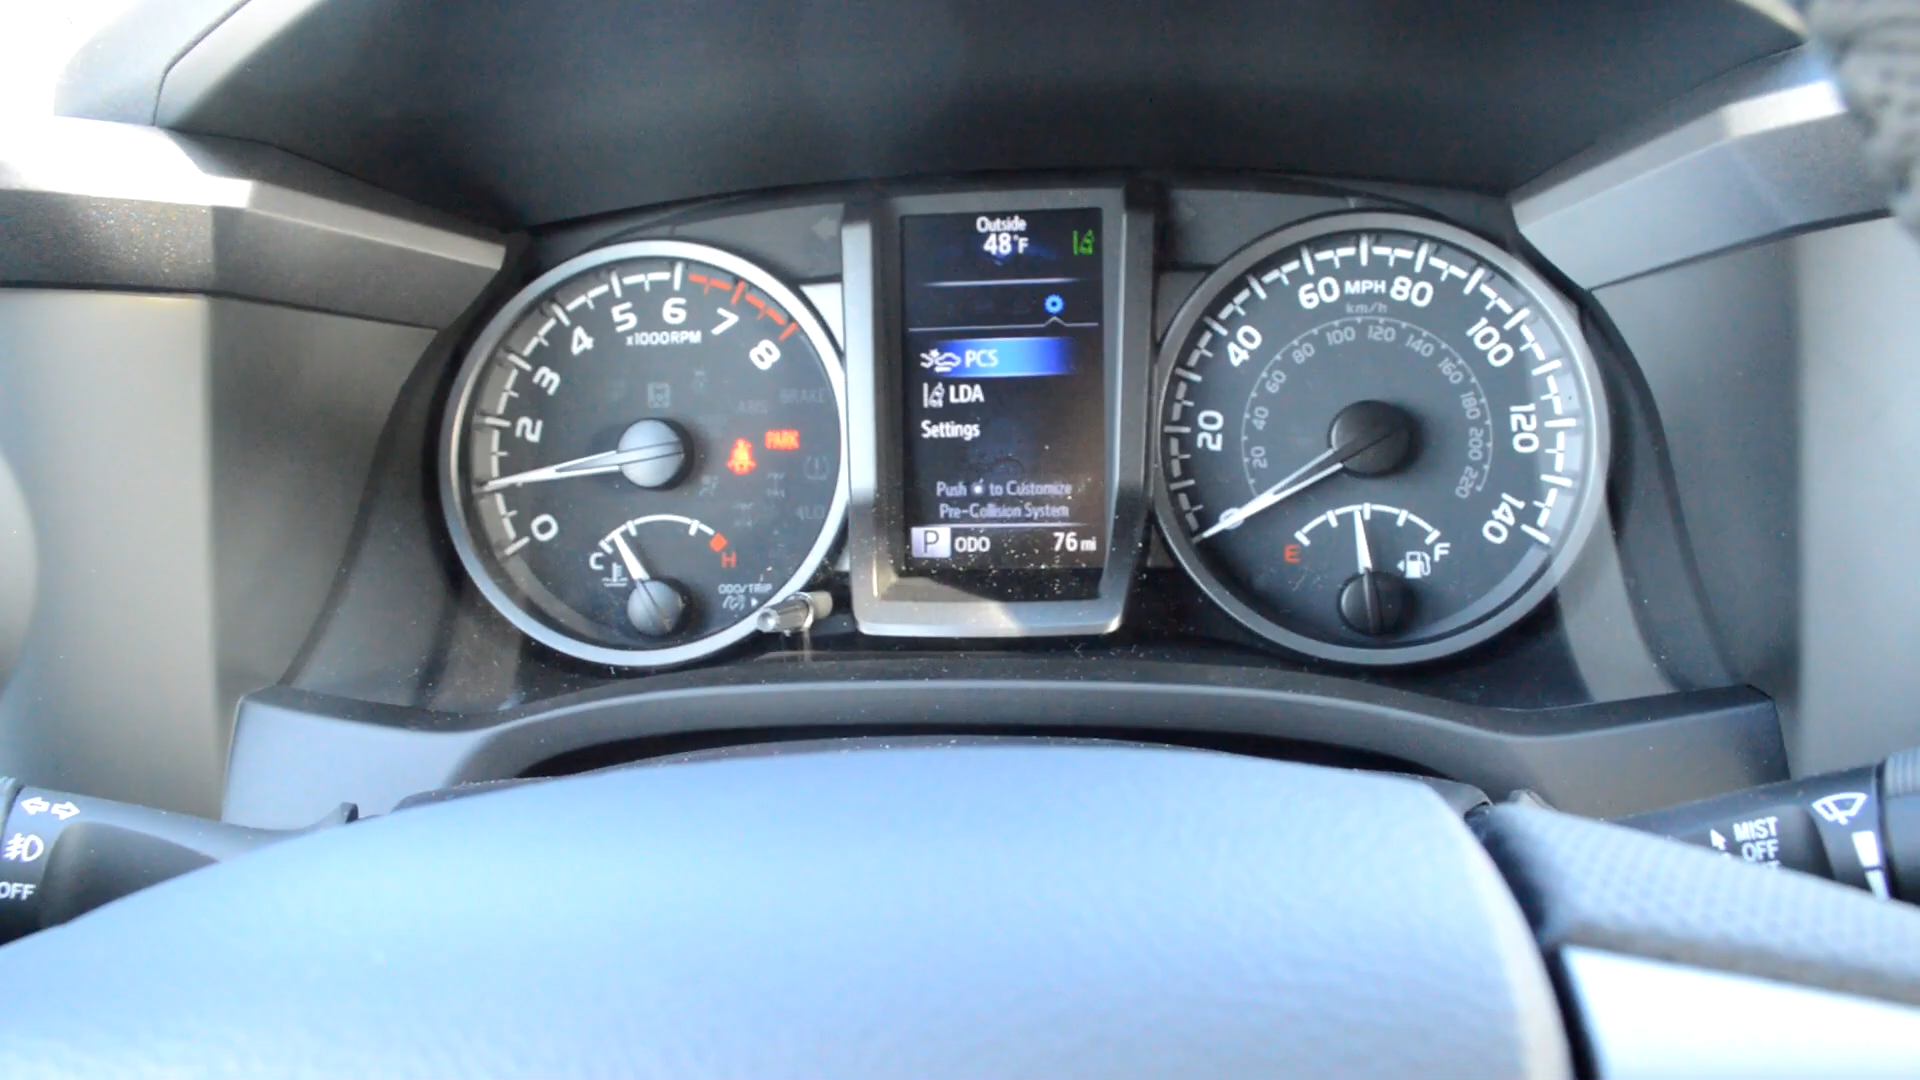 0
2
3
4
5
6
7
8
x1000RPM
ABS
BRAKE
PARK
4LO
C
H
ODO/TRIP
Outside
48°F
PCS
LDA
Settings
Push to Customize
Pre-Collision System
P ODO 76 mi
20
40
60 MPH 80
100
120
140
km/h
20
40
60
80
100
120
140
160
180
200
220
E
F
OFF
MIST
OFF